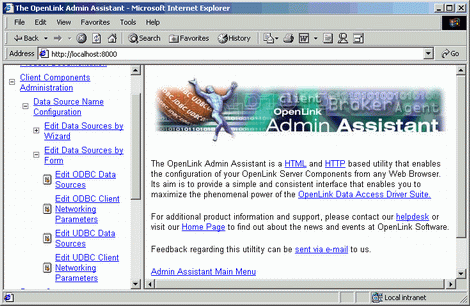 The OpenLink Admin Assistant - Microsoft Internet Explorer
File Edit View Favorites Tools Help
Back Search Favorites History
Address http://localhost:8000 Go
Client Components
Administration
Data Source Name
Configuration
Edit Data Sources by
Wizard
Edit Data Sources by
Form
Edit ODBC Data
Sources
Edit ODBC Client
Networking
Parameters
Edit UDBC Data
Sources
Edit UDBC Client
Networking
Parameters
client
Broker
Agent
OpenLink
Admin Assistant
The OpenLink Admin Assistant is a HTML and HTTP based utility that enables
the configuration of your OpenLink Server Components from any Web Browser.
Its aim is to provide a simple and consistent interface that enables you to
maximize the phenomenal power of the OpenLink Data Access Driver Suite.
For additional product information and support, please contact our helpdesk or
visit our Home Page to find out about the news and events at OpenLink Software.
Feedback regarding this utiltity can be sent via e-mail to us.
Admin Assistant Main Menu
Local intranet